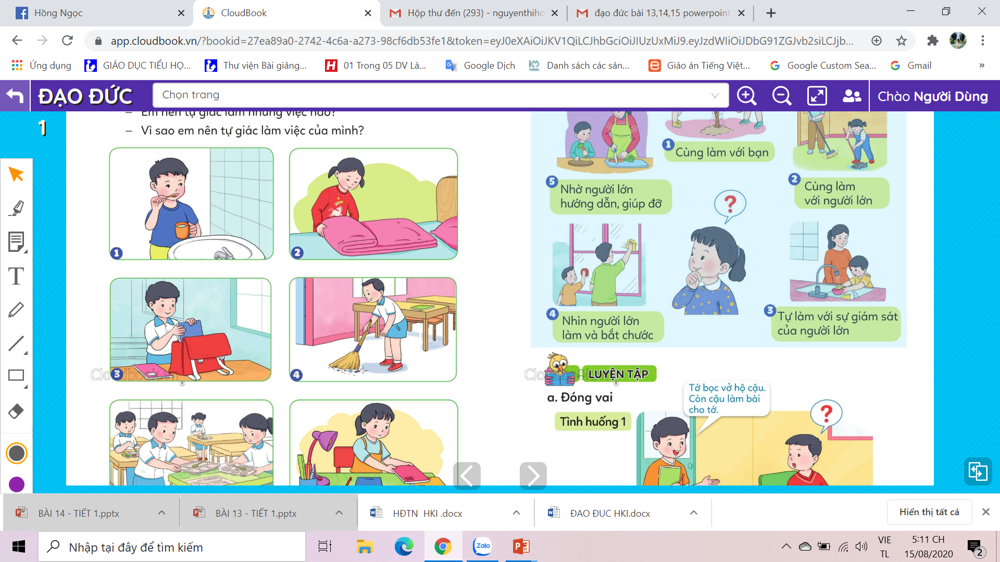 Hồng Ngọc
CloudBook
Hộp thư đến (293) - nguyenthiho
đạo đức bài 13,14,15 powerpoint
app.cloudbook.vn/?bookid=27ea89a0-2742-4c6a-a273-98cf6db53fe1&token=eyJ0eXAiOiJKV1QiLCJhbGciOiJIUzUxMiJ9.eyJzdWIiOiJDbG91ZGJvb2siLCJjb...
Ứng dụng
GIÁO DỤC TIỂU HỌ...
Thư viện Bài giảng...
01 Trong 05 DV Là...
Google Dịch
Danh sách các sản...
Giáo án Tiếng Việt...
Google Custom Sea...
Gmail
»
ĐẠO ĐỨC
Chọn trang
Chào Người Dùng
1
– Em nên tự giác làm những việc nào?
– Vì sao em nên tự giác làm việc của mình?
1
2
3
4
Cloudbook.vn
®
1 Cùng làm với bạn
5 Nhờ người lớn
hướng dẫn, giúp đỡ
2 Cùng làm
với người lớn
?
4 Nhìn người lớn
làm và bắt chước
3 Tự làm với sự giám sát
của người lớn
LUYỆN TẬP
®
a. Đóng vai
Tình huống 1
Tớ bọc vở hộ cậu.
Còn cậu làm bài
cho tớ.
?
T
BÀI 14 - TIẾT 1.pptx
BÀI 13 - TIẾT 1.pptx
HĐTN HKI .docx
ĐAO ĐUC HKI.docx
Hiển thị tất cả
Nhập tại đây để tìm kiếm
Zalo
VIE
TL
5:11 CH
15/08/2020
2